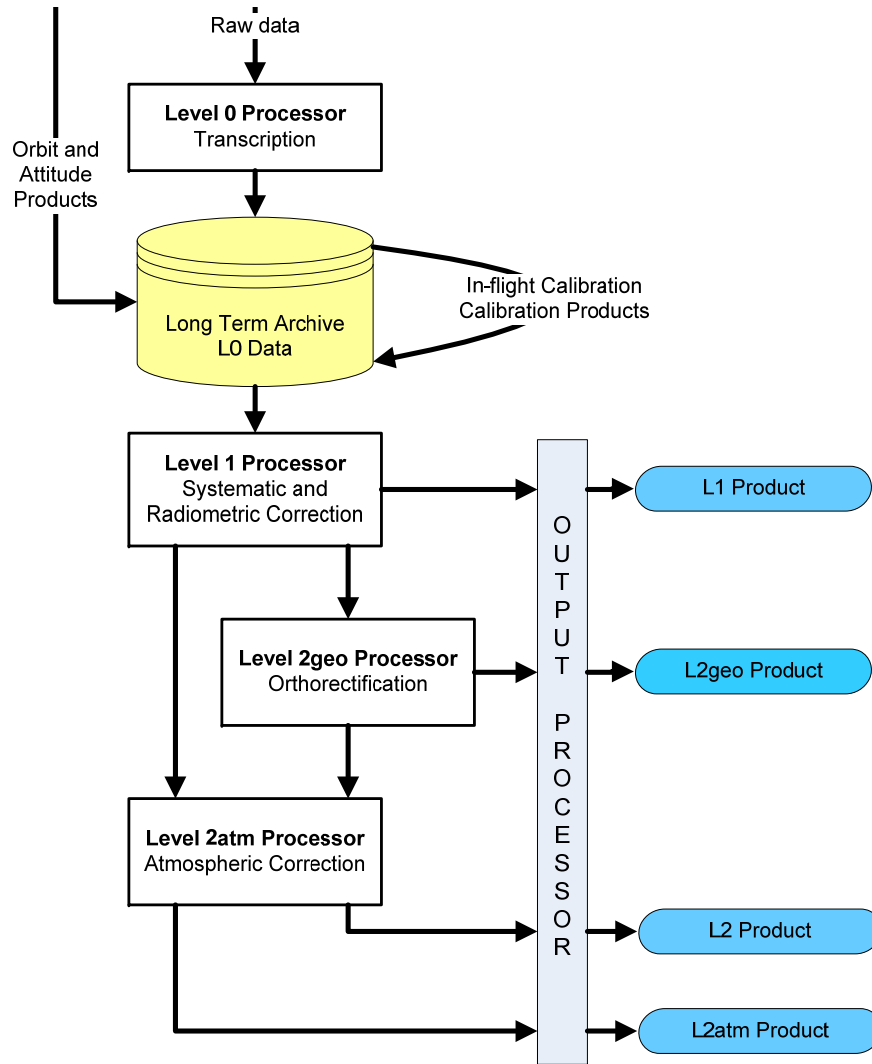 Raw data
Level 0 Processor
Transcription
Orbit and
Attitude
Products
In-flight Calibration
Calibration Products
Long Term Archive
L0 Data
Level 1 Processor
Systematic and
Radiometric Correction
L1 Product
OUTPUT PROCESSOR
Level 2geo Processor
Orthorectification
L2geo Product
Level 2atm Processor
Atmospheric Correction
L2 Product
L2atm Product